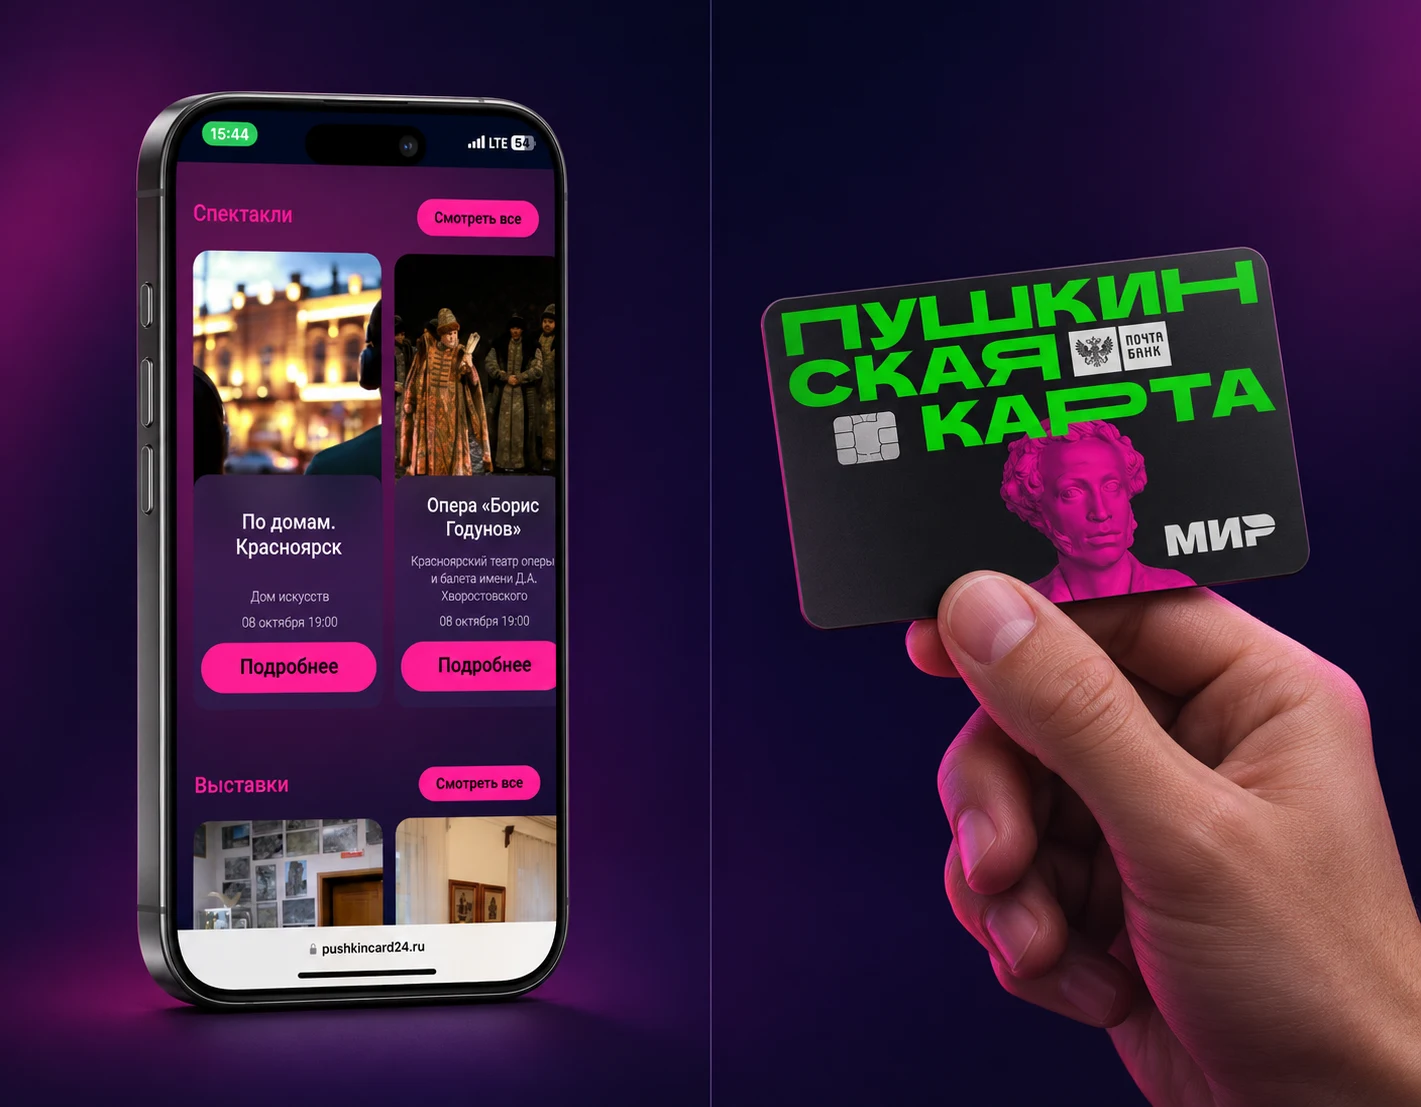 15:44
LTE 54
Спектакли
Смотреть все
По домам.
Красноярск
Дом искусств
08 октября 19:00
Подробнее
Опера «Борис
Годунов»
Красноярский театр оперы
и балета имени Д.А.
Хворостовского
08 октября 19:00
Подробнее
Выставки
Смотреть все
pushkincard24.ru
ПУШКИН
СКАЯ
ПОЧТА
БАНК
КАРТА
МИР